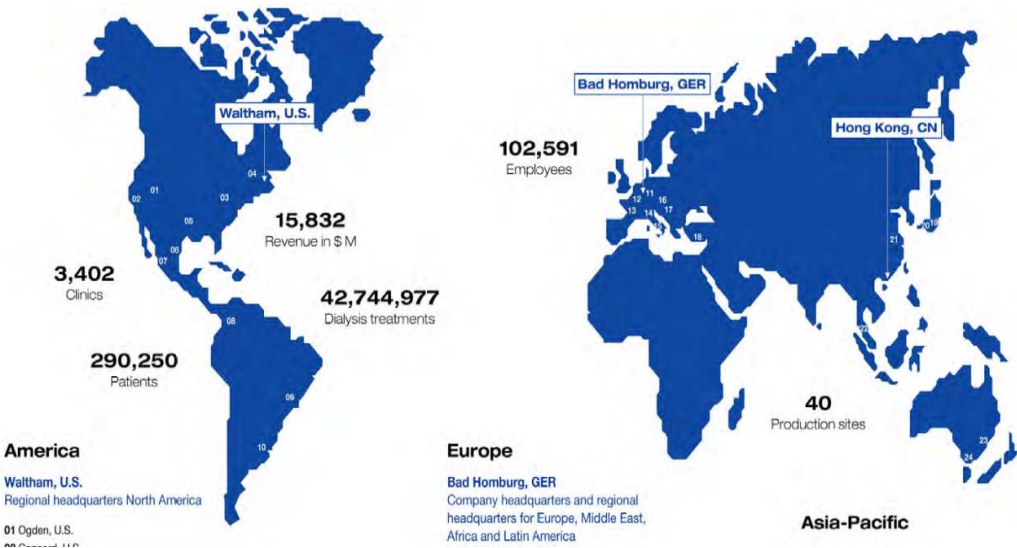 Waltham, U.S.
04
01
02
03
05
06
07
15,832
Revenue in $ M
3,402
Clinics
42,744,977
Dialysis treatments
08
290,250
Patients
09
10
America
Waltham, U.S.
Regional headquarters North America
01 Ogden, U.S.
Bad Homburg, GER
Hong Kong, CN
102,591
Employees
11
12
16
13
14
17
18
19
20
21
22
40
Production sites
23
24
Europe
Bad Homburg, GER
Company headquarters and regional
headquarters for Europe, Middle East,
Africa and Latin America
Asia-Pacific